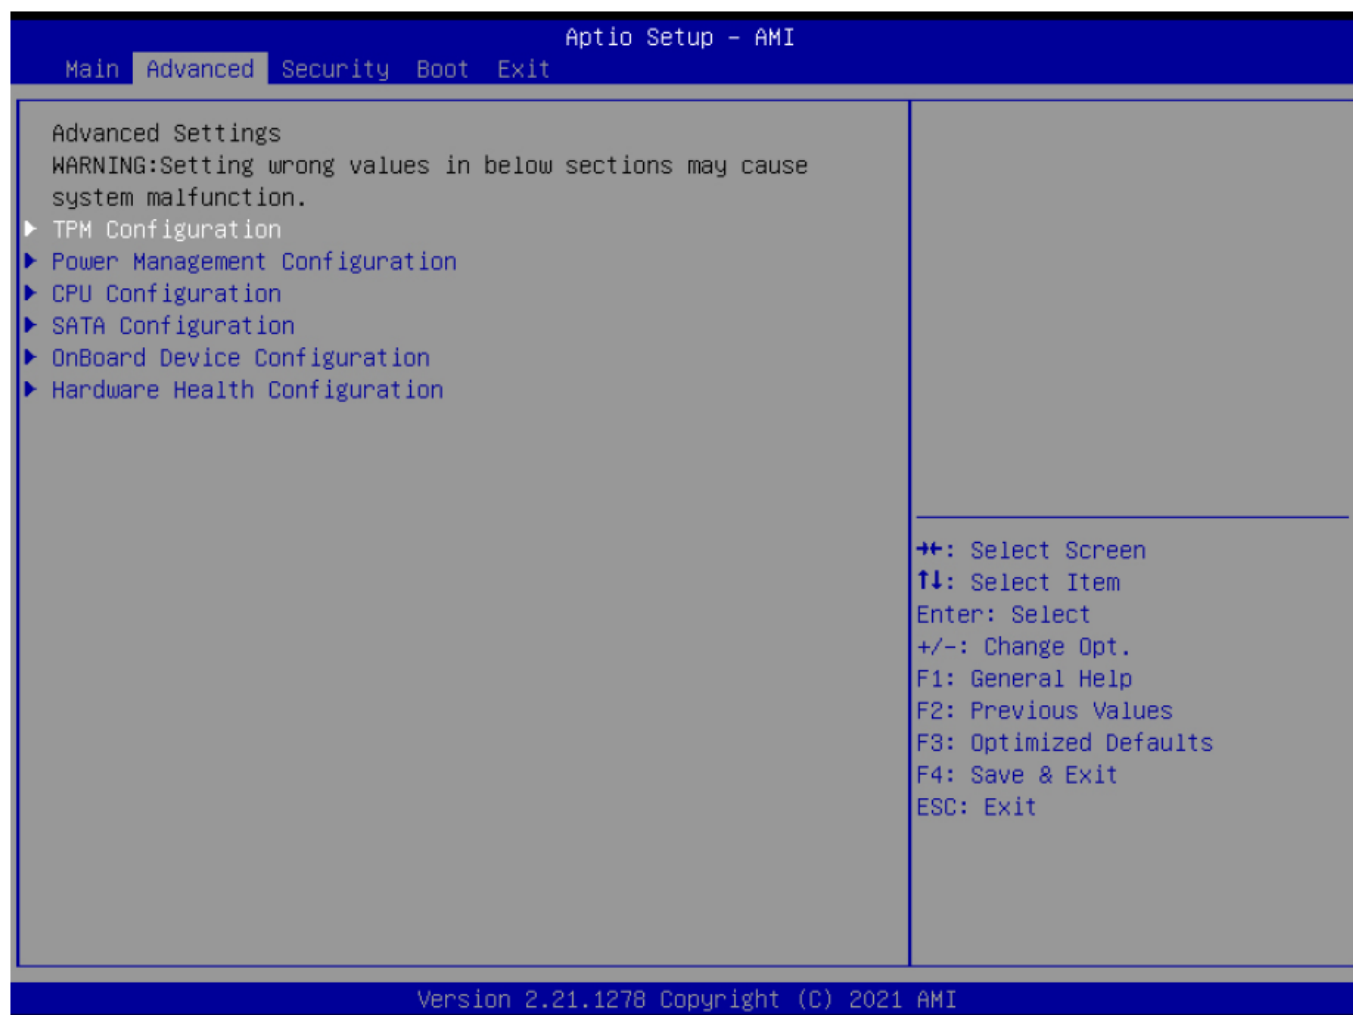 Aptio Setup – AMI
Main Advanced Security Boot Exit
Advanced Settings
WARNING:Setting wrong values in below sections may cause
system malfunction.
▶ TPM Configuration
▶ Power Management Configuration
▶ CPU Configuration
▶ SATA Configuration
▶ OnBoard Device Configuration
▶ Hardware Health Configuration
→←: Select Screen
↑↓: Select Item
Enter: Select
+/-: Change Opt.
F1: General Help
F2: Previous Values
F3: Optimized Defaults
F4: Save & Exit
ESC: Exit
Version 2.21.1278 Copyright (C) 2021 AMI